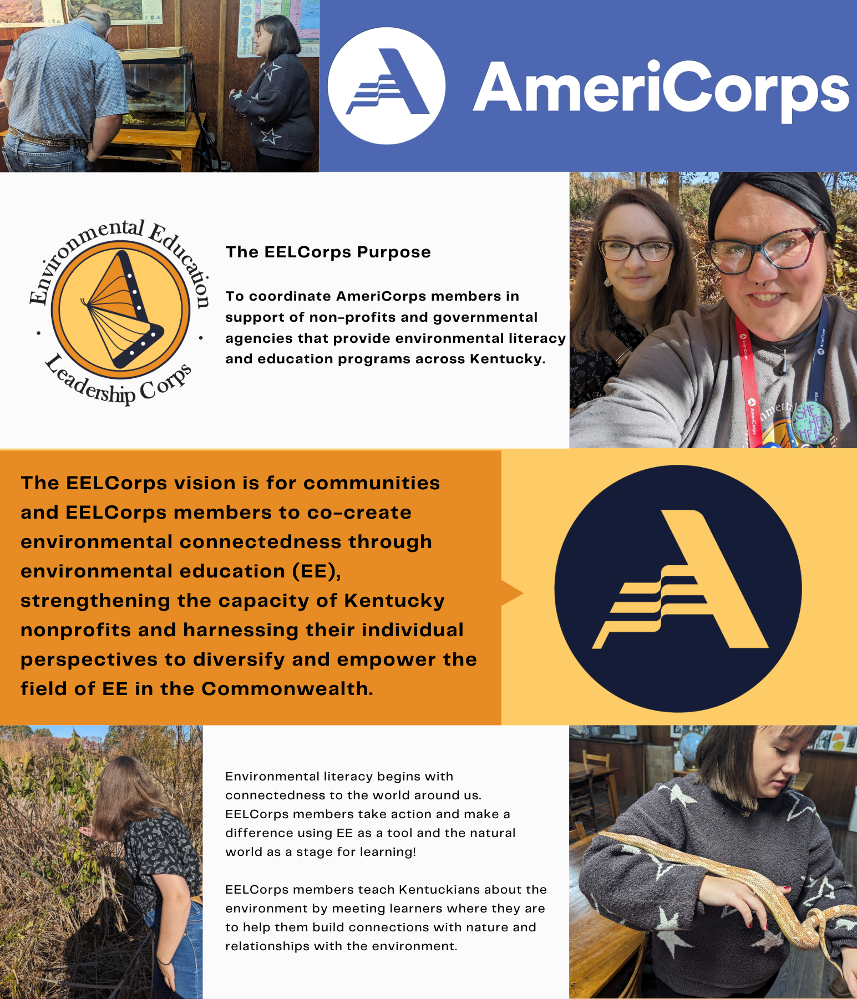 AmeriCorps
Environmental Education
Leadership Corps
The EELCorps Purpose
To coordinate AmeriCorps members in
support of non-profits and governmental
agencies that provide environmental literacy
and education programs across Kentucky.
AmeriCorps
AmeriCorps
AmeriCorps
SHE
HER
HERS
The EELCorps vision is for communities
and EELCorps members to co-create
environmental connectedness through
environmental education (EE),
strengthening the capacity of Kentucky
nonprofits and harnessing their individual
perspectives to diversify and empower the
field of EE in the Commonwealth.
Environmental literacy begins with
connectedness to the world around us.
EELCorps members take action and make a
difference using EE as a tool and the natural
world as a stage for learning!
EELCorps members teach Kentuckians about the
environment by meeting learners where they are
to help them build connections with nature and
relationships with the environment.